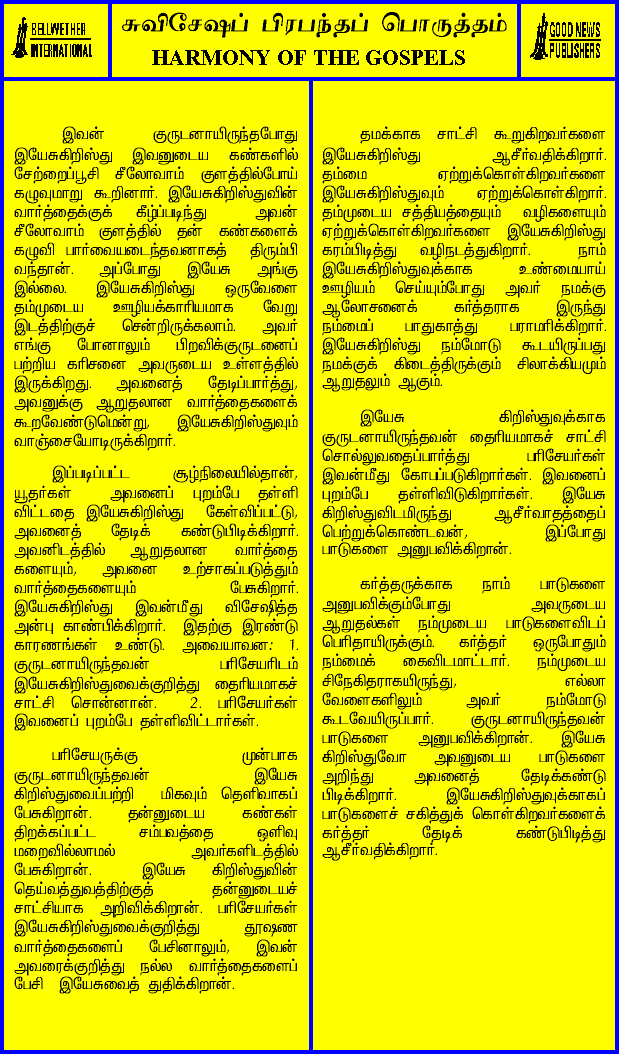 BELLWETHER
INTERNATIONAL
சுவிசேஷப் பிரபந்தப் பொருத்தம்
HARMONY OF THE GOSPELS
GOOD NEWS
PUBLISHERS
இவன் குருடனாயிருந்தபோது
இயேசுகிறிஸ்து இவனுடைய கண்களில்
சேற்றைப்பூசி சீலோவாம் குளத்தில்போய்
கழுவுமாறு கூறினார். இயேசுகிறிஸ்துவின்
வார்த்தைக்குக் கீழ்ப்படிந்து அவன்
சீலோவாம் குளத்தில் தன் கண்களைக்
கழுவி பார்வையடைந்தவனாகத் திரும்பி
வந்தான். அப்போது இயேசு அங்கு
இல்லை. இயேசுகிறிஸ்து ஒருவேளை
தம்முடைய ஊழியக்காரியமாக வேறு
இடத்திற்குச் சென்றிருக்கலாம். அவர்
எங்கு போனாலும் பிறவிக்குருடனைப்
பற்றிய கரிசனை அவருடைய உள்ளத்தில்
இருக்கிறது. அவனைத் தேடிப்பார்த்து,
அவனுக்கு ஆறுதலான வார்த்தைகளைக்
கூறவேண்டுமென்று, இயேசுகிறிஸ்துவும்
வாஞ்சையோடிருக்கிறார்.
இப்படிப்பட்ட சூழ்நிலையில்தான்,
யூதர்கள் அவனைப் புறம்பே தள்ளி
விட்டதை இயேசுகிறிஸ்து கேள்விப்பட்டு,
அவனைத் தேடிக் கண்டுபிடிக்கிறார்.
அவனிடத்தில் ஆறுதலான வார்த்தை
களையும், அவனை உற்சாகப்படுத்தும்
வார்த்தைகளையும் பேசுகிறார்.
இயேசுகிறிஸ்து இவன்மீது விசேஷித்த
அன்பு காண்பிக்கிறார். இதற்கு இரண்டு
காரணங்கள் உண்டு. அவையாவன: 1.
குருடனாயிருந்தவன் பரிசேயரிடம்
இயேசுகிறிஸ்துவைக்குறித்து தைரியமாகச்
சாட்சி சொன்னான். 2. பரிசேயர்கள்
இவனைப் புறம்பே தள்ளிவிட்டார்கள்.
பரிசேயருக்கு முன்பாக
குருடனாயிருந்தவன் இயேசு
கிறிஸ்துவைப்பற்றி மிகவும் தெளிவாகப்
பேசுகிறான். தன்னுடைய கண்கள்
திறக்கப்பட்ட சம்பவத்தை ஒளிவு
மறைவில்லாமல் அவர்களிடத்தில்
பேசுகிறான். இயேசு கிறிஸ்துவின்
தெய்வத்துவத்திற்குத் தன்னுடையச்
சாட்சியாக அறிவிக்கிறான். பரிசேயர்கள்
இயேசுகிறிஸ்துவைக்குறித்து தூஷண
வார்த்தைகளைப் பேசினாலும், இவன்
அவரைக்குறித்து நல்ல வார்த்தைகளைப்
பேசி இயேசுவைத் துதிக்கிறான்.
தமக்காக சாட்சி கூறுகிறவர்களை
இயேசுகிறிஸ்து ஆசீர்வதிக்கிறார்.
தம்மை ஏற்றுக்கொள்கிறவர்களை
இயேசுகிறிஸ்துவும் ஏற்றுக்கொள்கிறார்.
தம்முடைய சத்தியத்தையும் வழிகளையும்
ஏற்றுக்கொள்கிறவர்களை இயேசுகிறிஸ்து
கரம்பிடித்து வழிநடத்துகிறார். நாம்
இயேசுகிறிஸ்துவுக்காக உண்மையாய்
ஊழியம் செய்யும்போது அவர் நமக்கு
ஆலோசனைக் கர்த்தராக இருந்து
நம்மைப் பாதுகாத்து பராமரிக்கிறார்.
இயேசுகிறிஸ்து நம்மோடு கூடயிருப்பது
நமக்குக் கிடைத்திருக்கும் சிலாக்கியமும்
ஆறுதலும் ஆகும்.
இயேசு கிறிஸ்துவுக்காக
குருடனாயிருந்தவன் தைரியமாகச் சாட்சி
சொல்லுவதைப்பார்த்து பரிசேயர்கள்
இவன்மீது கோபப்படுகிறார்கள். இவனைப்
புறம்பே தள்ளிவிடுகிறார்கள். இயேசு
கிறிஸ்துவிடமிருந்து ஆசீர்வாதத்தைப்
பெற்றுக்கொண்டவன், இப்போது
பாடுகளை அனுபவிக்கிறான்.
கர்த்தருக்காக நாம் பாடுகளை
அனுபவிக்கும்போது அவருடைய
ஆறுதல்கள் நம்முடைய பாடுகளைவிடப்
பெரிதாயிருக்கும். கர்த்தர் ஒருபோதும்
நம்மைக் கைவிடமாட்டார். நம்முடைய
சிநேகிதராகயிருந்து, எல்லா
வேளைகளிலும் அவர் நம்மோடு
கூடவேயிருப்பார். குருடனாயிருந்தவன்
பாடுகளை அனுபவிக்கிறான். இயேசு
கிறிஸ்துவோ அவனுடைய பாடுகளை
அறிந்து அவனைத் தேடிக்கண்டு
பிடிக்கிறார். இயேசுகிறிஸ்துவுக்காகப்
பாடுகளைச் சகித்துக் கொள்கிறவர்களைக்
கர்த்தர் தேடிக் கண்டுபிடித்து
ஆசீர்வதிக்கிறார்.